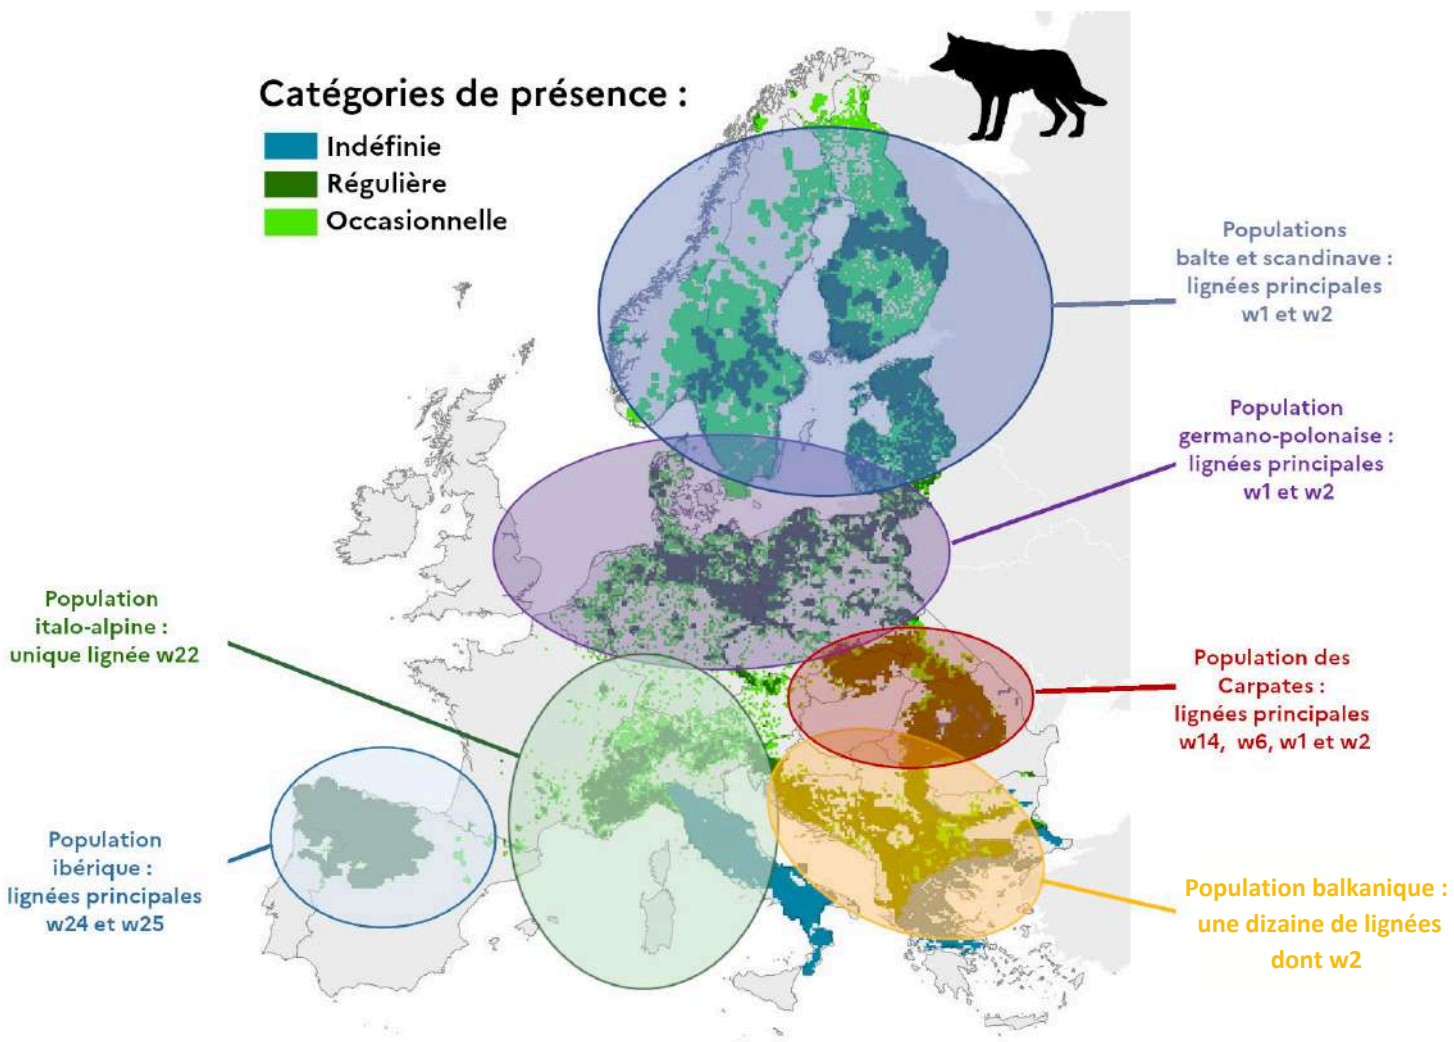 Catégories de présence :
Indéfinie
Régulière
Occasionnelle
Populations
balte et scandinave :
lignées principales
w1 et w2
Population
germano-polonaise :
lignées principales
w1 et w2
Population
italo-alpine :
unique lignée w22
Population des
Carpates :
lignées principales
w14, w6, w1 et w2
Population
ibérique :
lignées principales
w24 et w25
Population balkanique :
une dizaine de lignées
dont w2